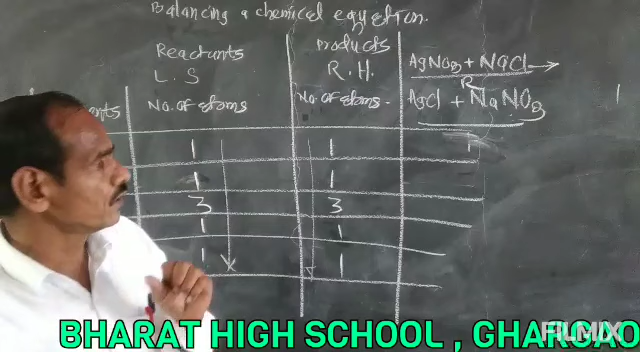 Balancing a chemical equation.
Reactants
L. S
No. of atoms
products
R. H.
No. of atoms.
AgNO3 + NaCl →
AgCl + NaNO3
1 1
1 1
3 3
1 1
1 1
BHARAT HIGH SCHOOL , GHARGAO
FILMIX